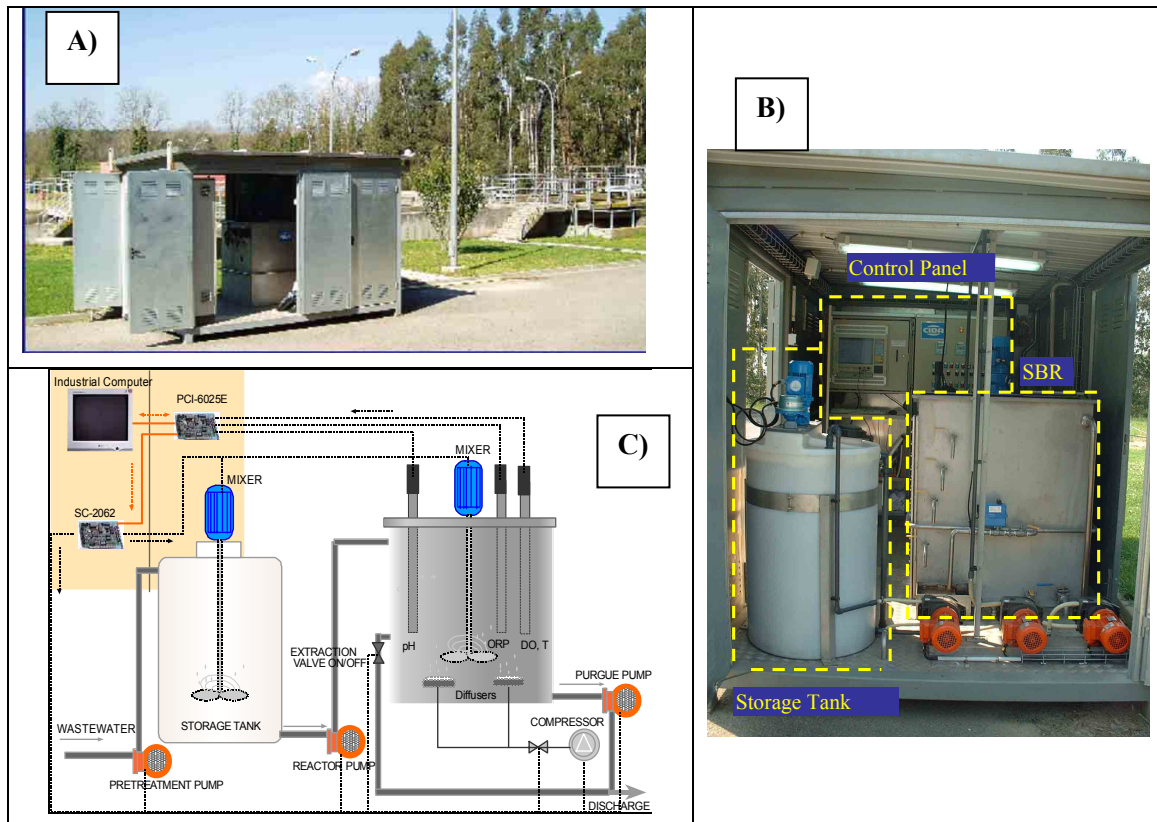 A)
B)
Control Panel
CIDA
SBR
Storage Tank
C)
Industrial Computer
PCI-6025E
MIXER
MIXER
SC-2062
pH
ORP
DO, T
EXTRACTION
VALVE ON/OFF
Diffusers
PURGUE PUMP
WASTEWATER
STORAGE TANK
COMPRESSOR
REACTOR PUMP
PRETREATMENT PUMP
DISCHARGE